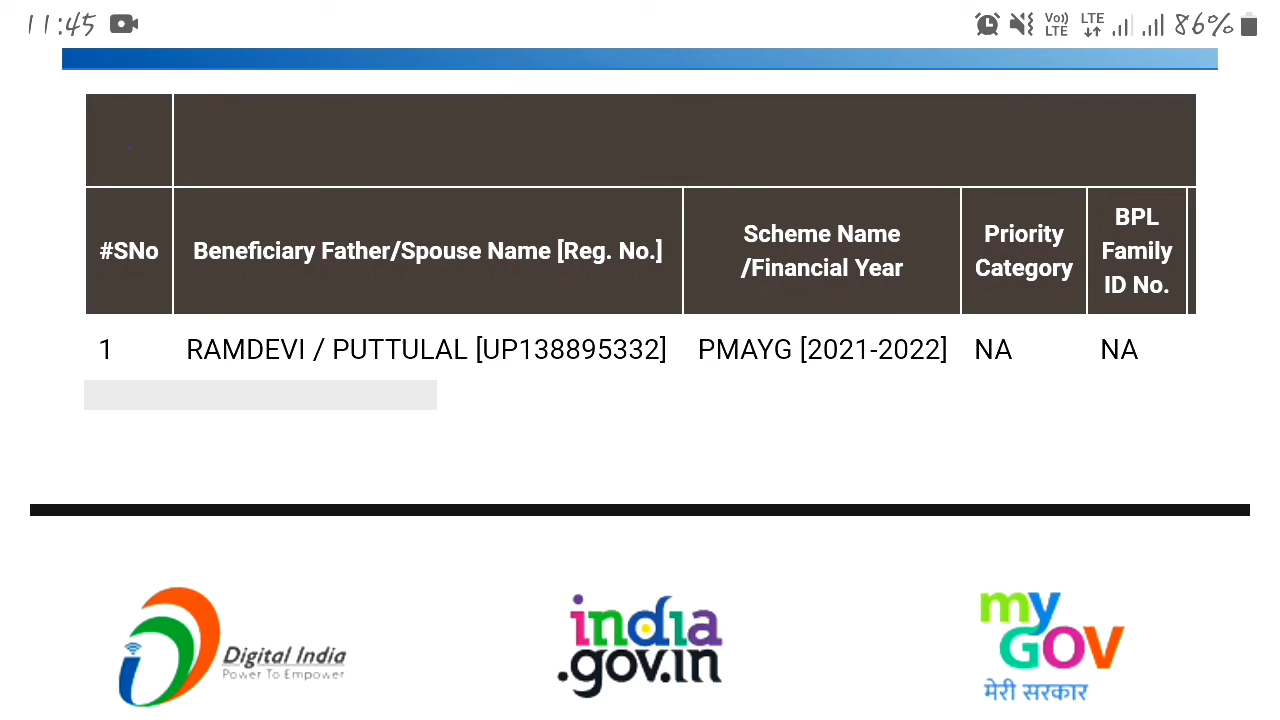 11:45 Vo)) LTE LTE 86%
#SNo Beneficiary Father/Spouse Name [Reg. No.] Scheme Name /Financial Year Priority Category BPL Family ID No.
1 RAMDEVI / PUTTULAL [UP138895332] PMAYG [2021-2022] NA NA
Digital India
Power To Empower
india
.gov.in
my
GOV
मेरी सरकार